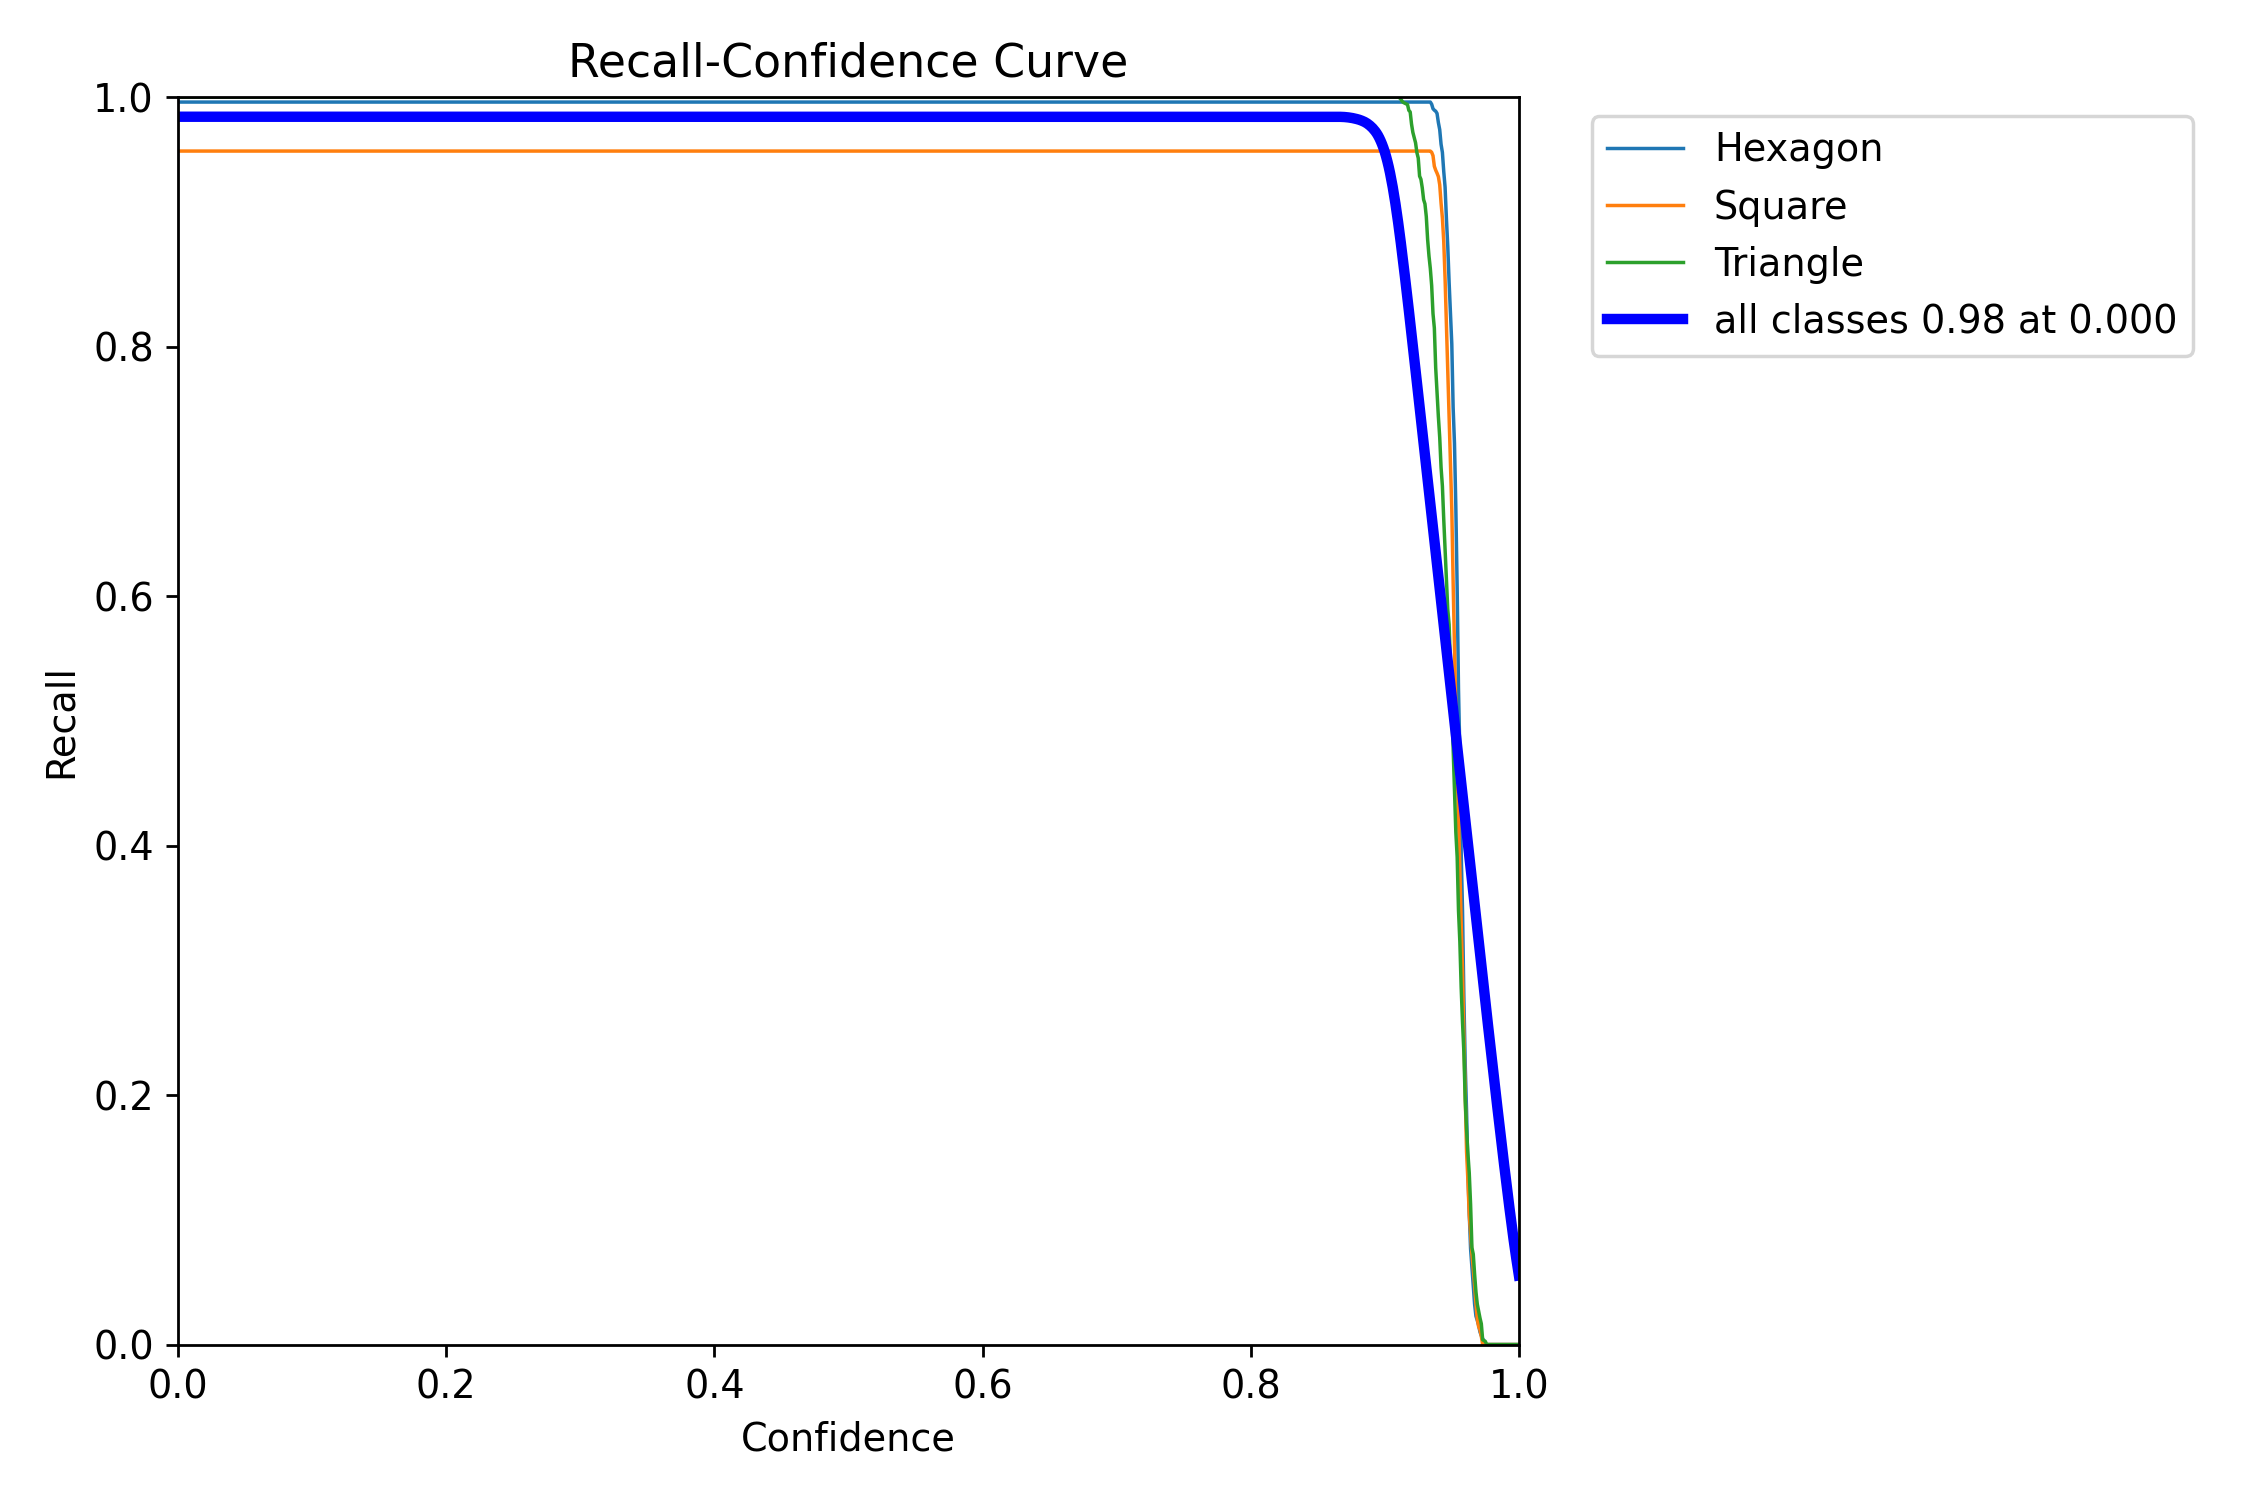 Recall-Confidence Curve
1.0
0.8
0.6
0.4
0.2
0.0
Recall
0.0 0.2 0.4 0.6 0.8 1.0
Confidence
Hexagon
Square
Triangle
all classes 0.98 at 0.000